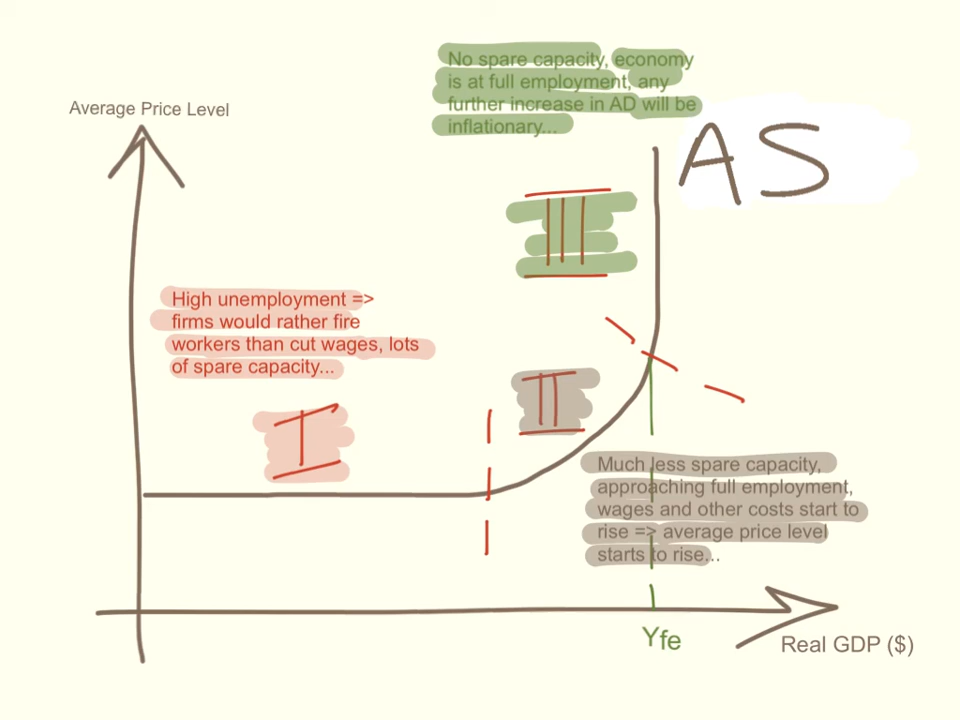 No spare capacity, economy
is at full employment, any
further increase in AD will be
inflationary...
Average Price Level
AS
III
High unemployment =>
firms would rather fire
workers than cut wages, lots
of spare capacity...
I
II
Much less spare capacity,
approaching full employment,
wages and other costs start to
rise => average price level
starts to rise...
Yfe
Real GDP ($)